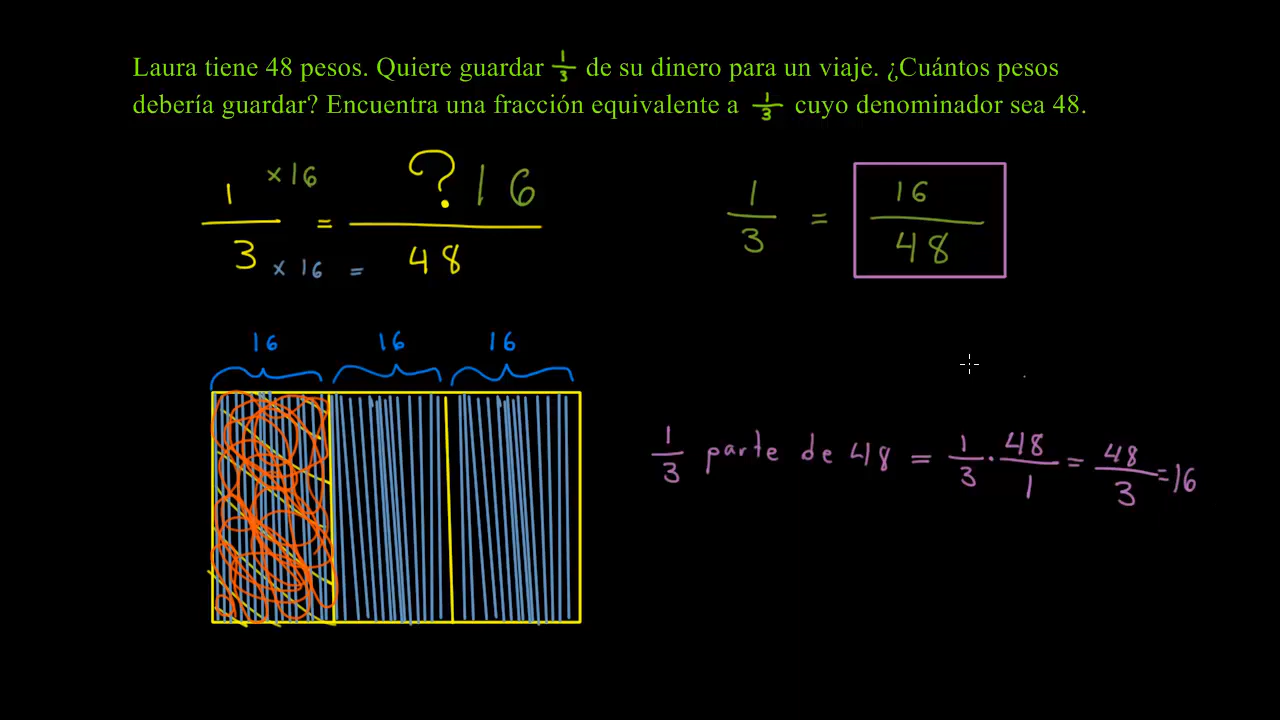 Laura tiene 48 pesos. Quiere guardar 1/3 de su dinero para un viaje. ¿Cuántos pesos
debería guardar? Encuentra una fracción equivalente a 1/3 cuyo denominador sea 48.
1 ×16 ? 16
3 ×16 = 48
=
1/3 = 16/48
16 16 16
1/3 parte de 48 = 1/3 · 48/1 = 48/3 = 16